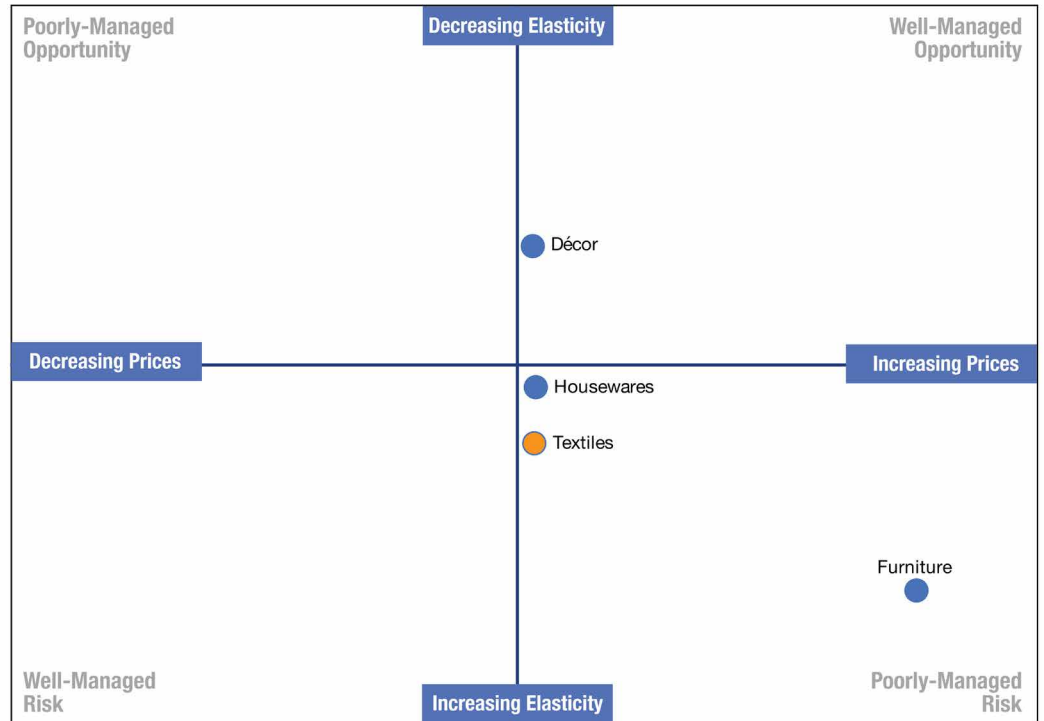 Poorly-Managed
Opportunity
Decreasing Elasticity
Well-Managed
Opportunity
Décor
Decreasing Prices
Increasing Prices
Housewares
Textiles
Furniture
Well-Managed
Risk
Increasing Elasticity
Poorly-Managed
Risk